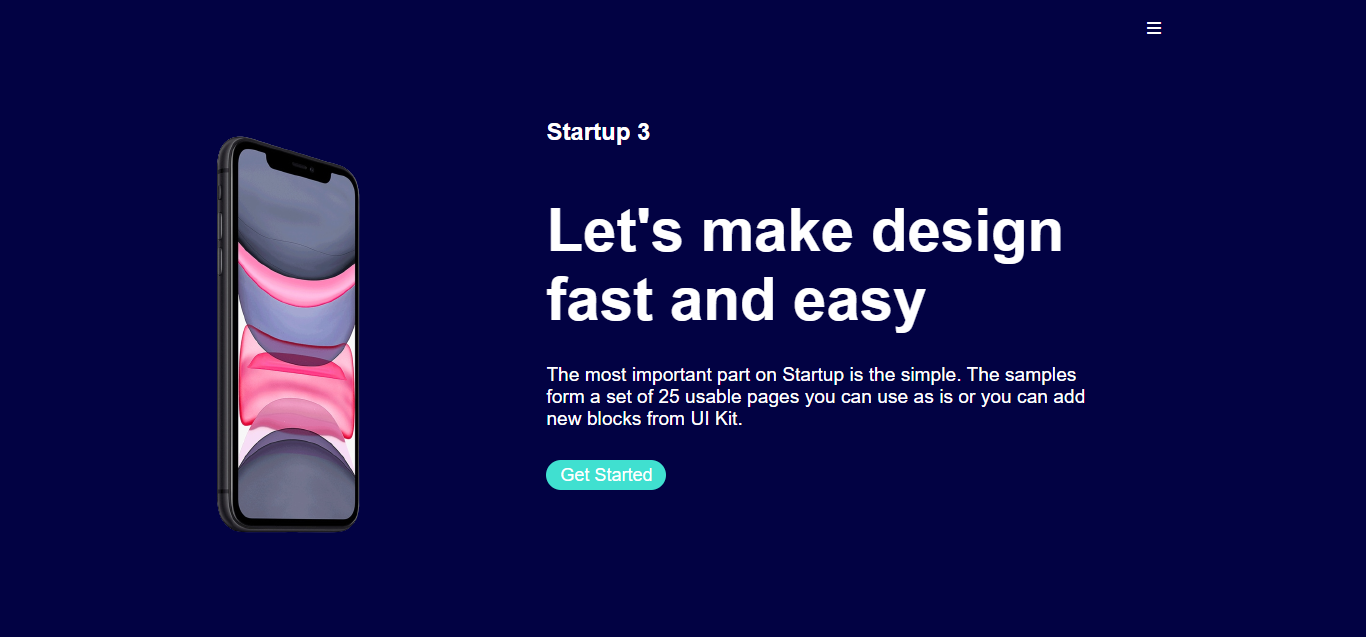 Startup 3
Let's make design
fast and easy
The most important part on Startup is the simple. The samples
form a set of 25 usable pages you can use as is or you can add
new blocks from UI Kit.
Get Started